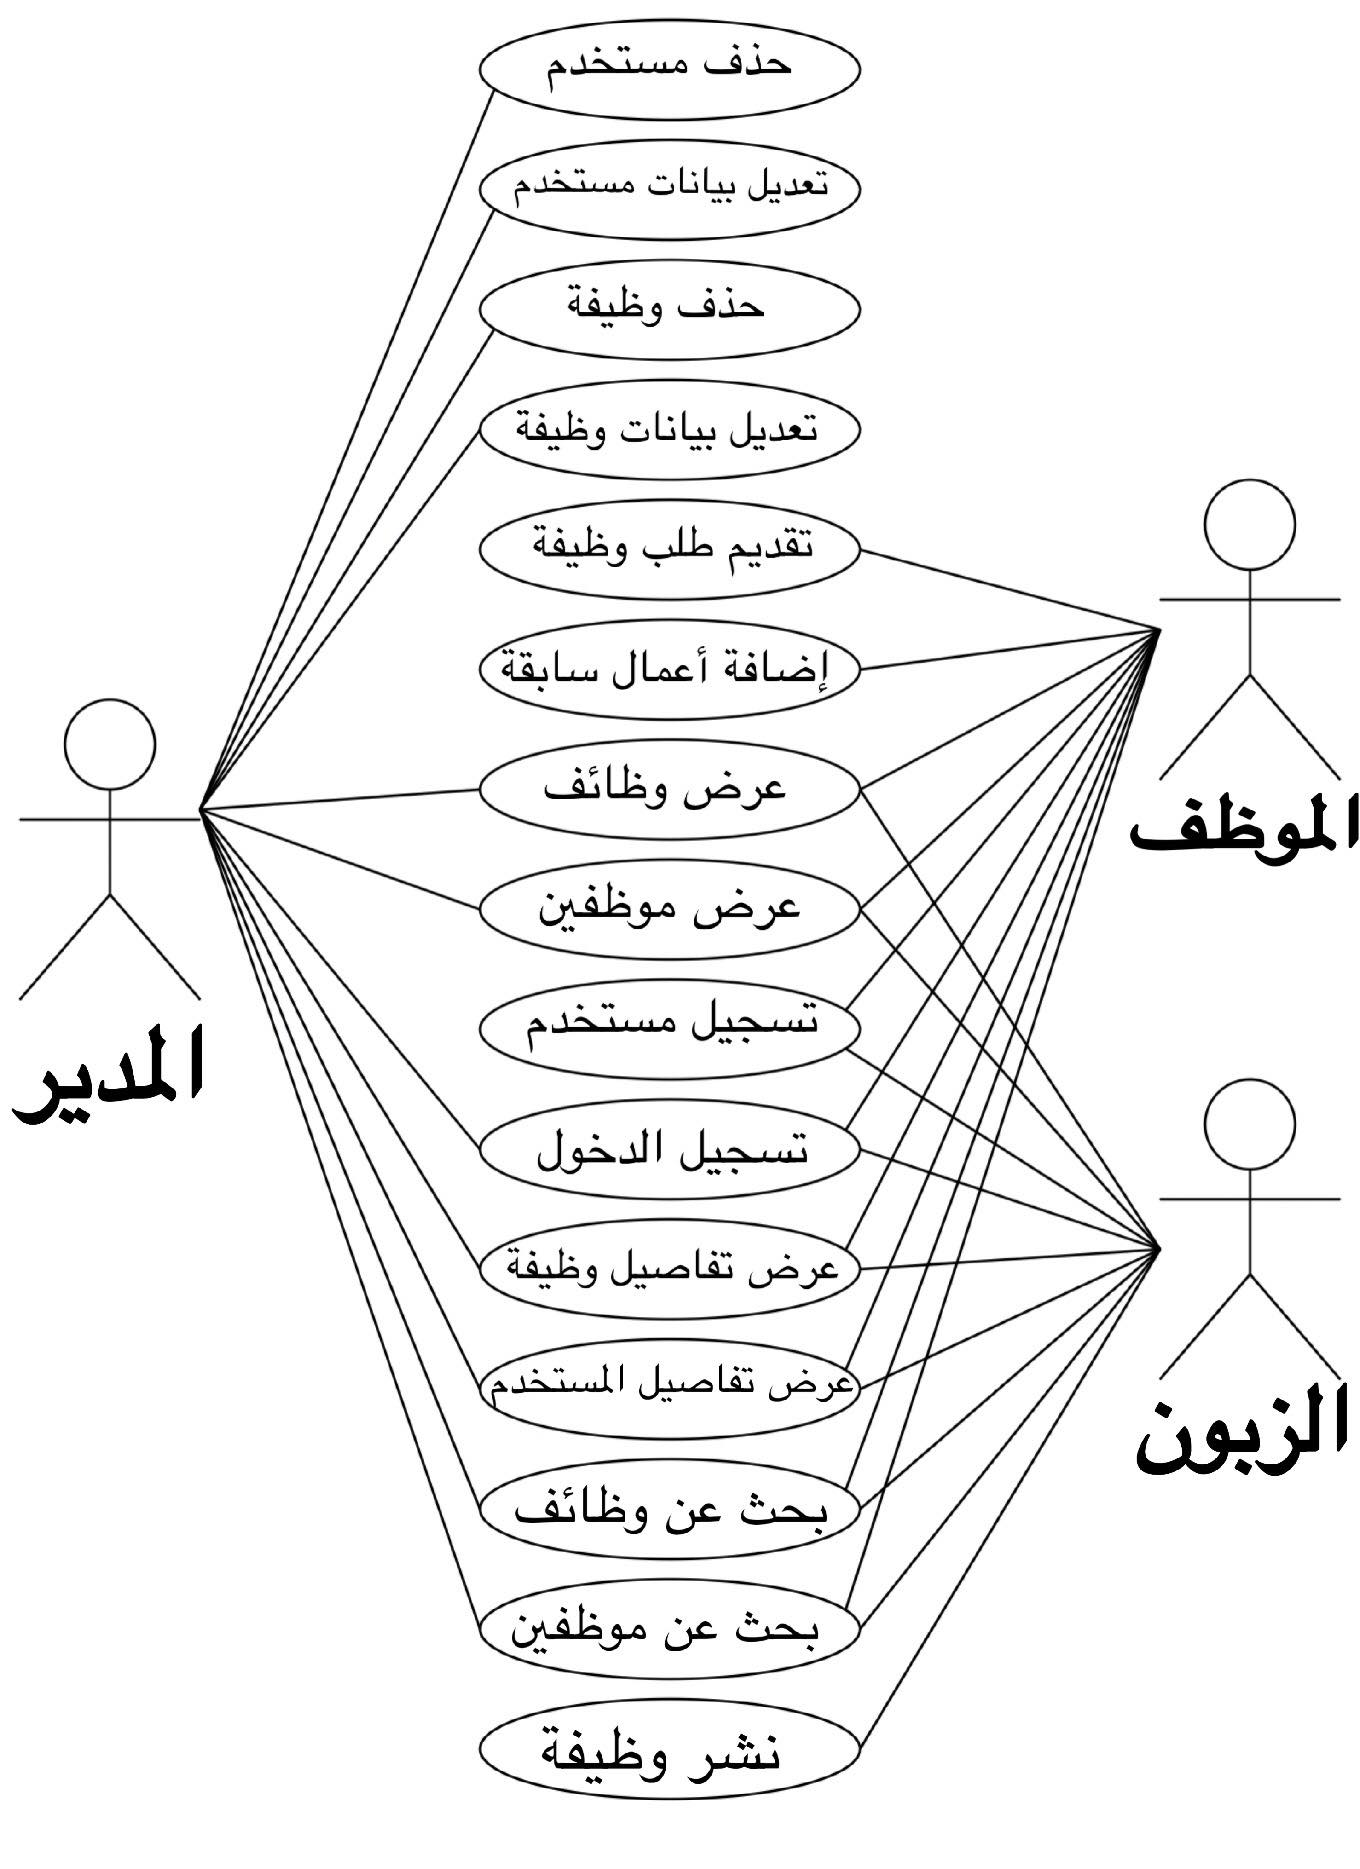 حذف مستخدم
تعديل بيانات مستخدم
حذف وظيفة
تعديل بيانات وظيفة
تقديم طلب وظيفة
إضافة أعمال سابقة
عرض وظائف
الموظف
عرض موظفين
تسجيل مستخدم
المدير
تسجيل الدخول
عرض تفاصيل وظيفة
عرض تفاصيل المستخدم
الزبون
بحث عن وظائف
بحث عن موظفين
نشر وظيفة